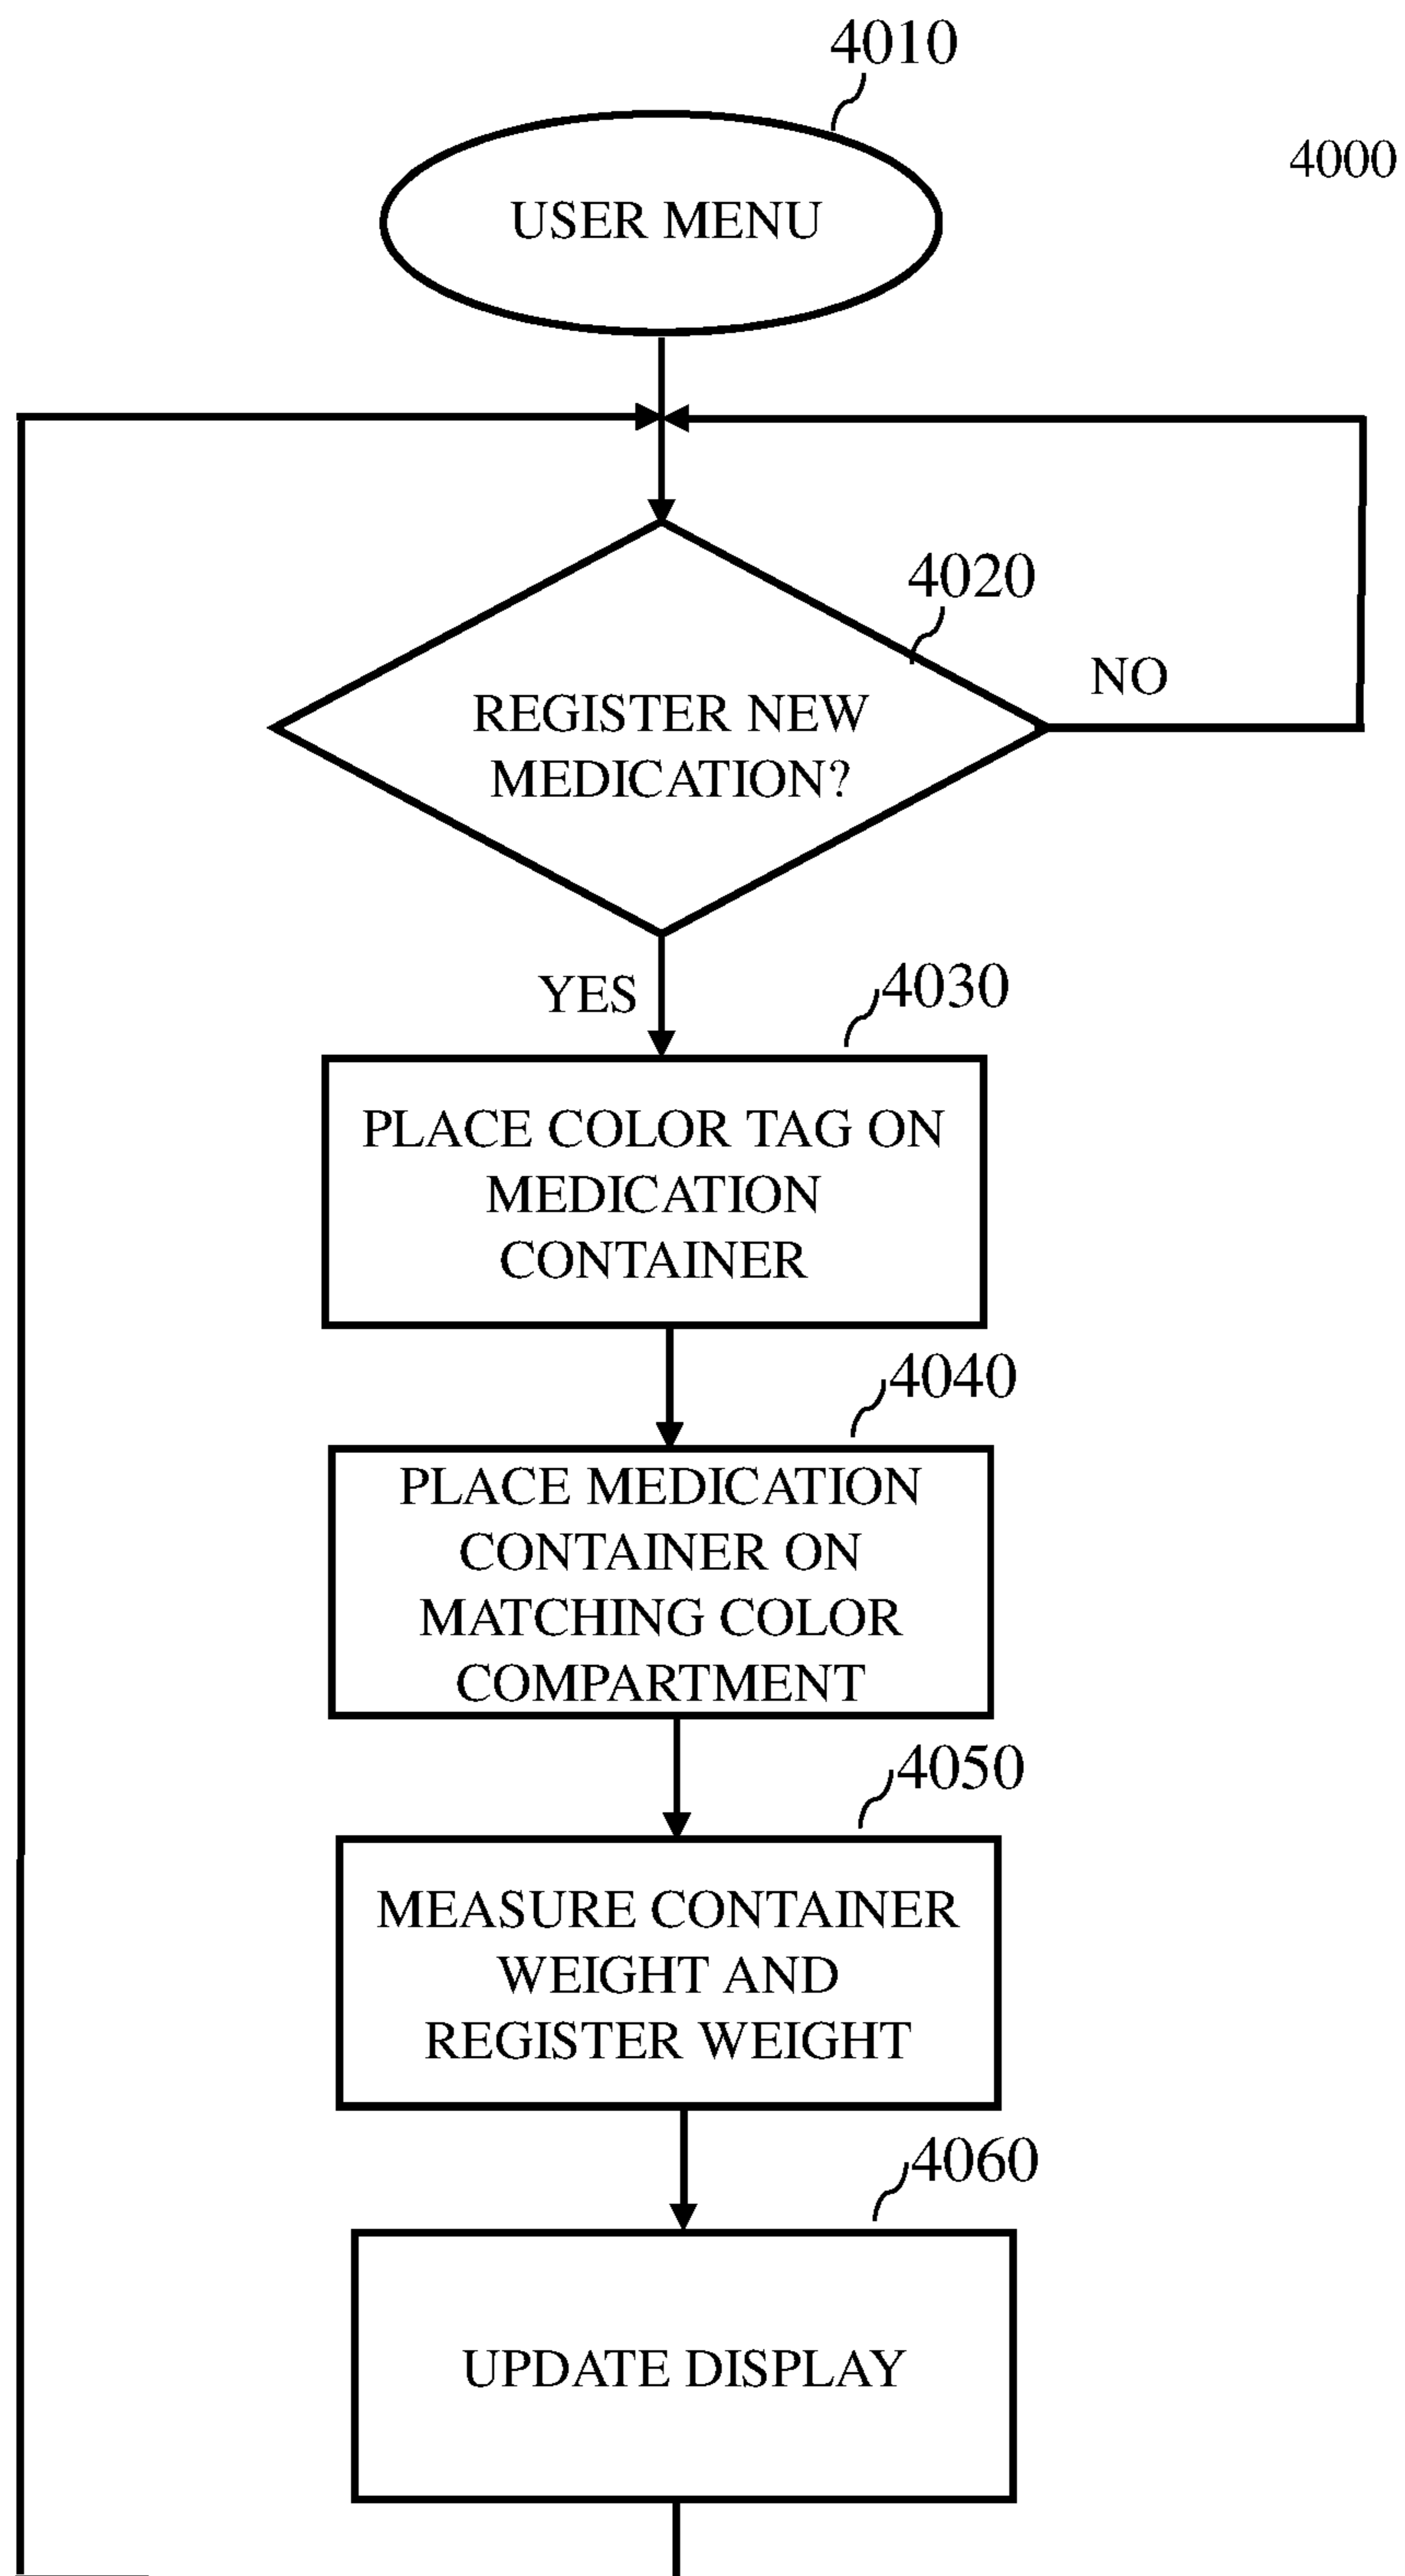 4010
4000
USER MENU
4020
NO
REGISTER NEW
MEDICATION?
YES
4030
PLACE COLOR TAG ON
MEDICATION
CONTAINER
4040
PLACE MEDICATION
CONTAINER ON
MATCHING COLOR
COMPARTMENT
4050
MEASURE CONTAINER
WEIGHT AND
REGISTER WEIGHT
4060
UPDATE DISPLAY